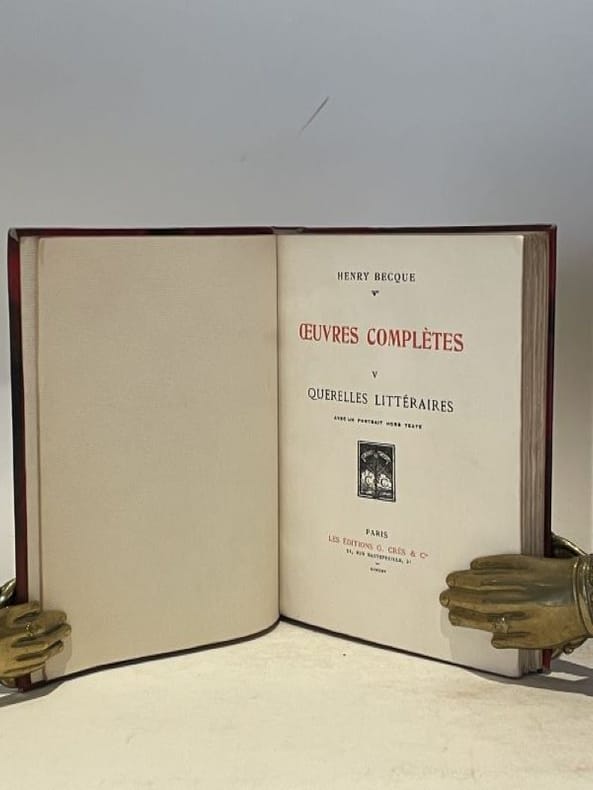 HENRY BECQUE
ŒUVRES COMPLÈTES
V
QUERELLES LITTÉRAIRES
AVEC UN PORTRAIT HORS TEXTE
PARIS
LES ÉDITIONS G. CRÈS & Cie
21, RUE HAUTEFEUILLE, 21